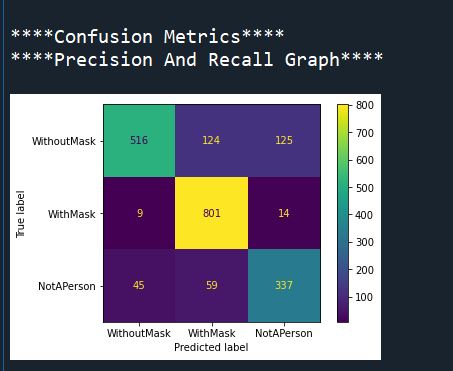 ****Confusion Metrics****
****Precision And Recall Graph****
WithoutMask 516 124 125
WithMask 9 801 14
NotAPerson 45 59 337
WithoutMask WithMask NotAPerson
Predicted label
True label
800
700
600
500
400
300
200
100